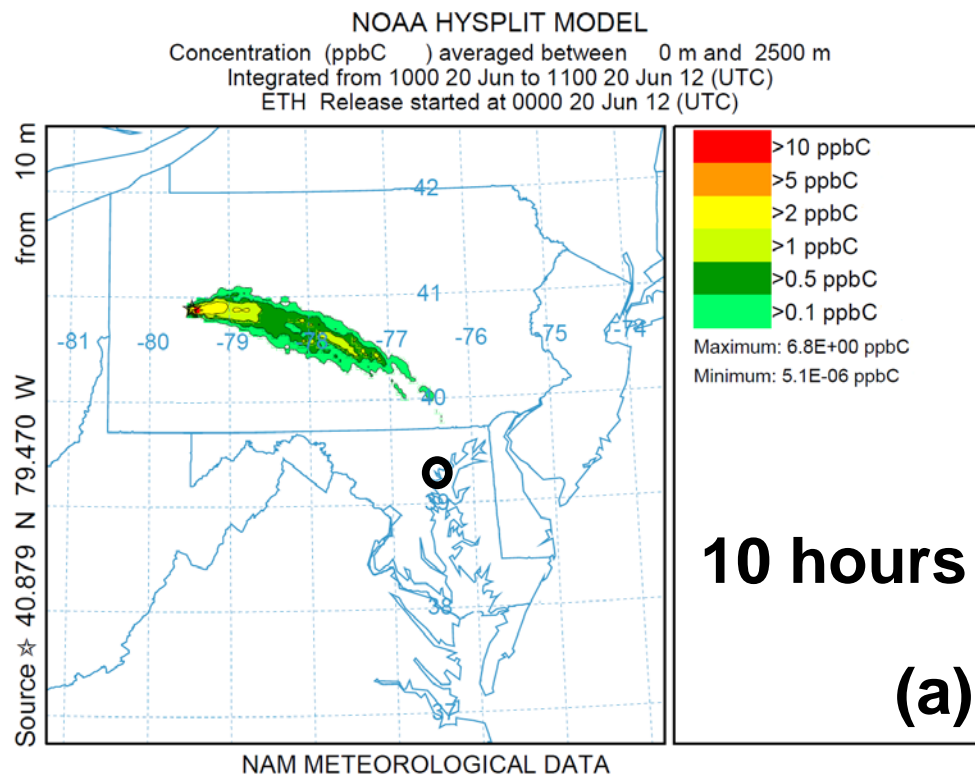 NOAA HYSPLIT MODEL
Concentration (ppbC ) averaged between 0 m and 2500 m
Integrated from 1000 20 Jun to 1100 20 Jun 12 (UTC)
ETH Release started at 0000 20 Jun 12 (UTC)
Source ☆ 40.879 N 79.470 W from 10 m
42
41
-81 -80 -79 -78 -77 -76 -75 -74
40
39
38
37
>10 ppbC
>5 ppbC
>2 ppbC
>1 ppbC
>0.5 ppbC
>0.1 ppbC
Maximum: 6.8E+00 ppbC
Minimum: 5.1E-06 ppbC
10 hours
(a)
NAM METEOROLOGICAL DATA